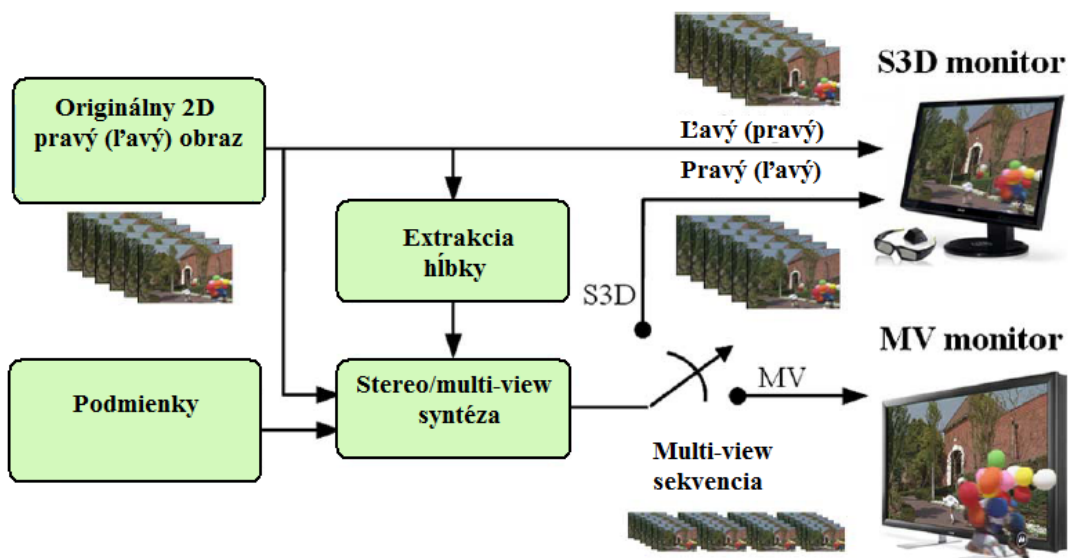 Originálny 2D
pravý (ľavý) obraz
Ľavý (pravý)
Pravý (ľavý)
S3D monitor
Extrakcia
hĺbky
S3D
Podmienky
Stereo/multi-view
syntéza
MV
MV monitor
Multi-view
sekvencia